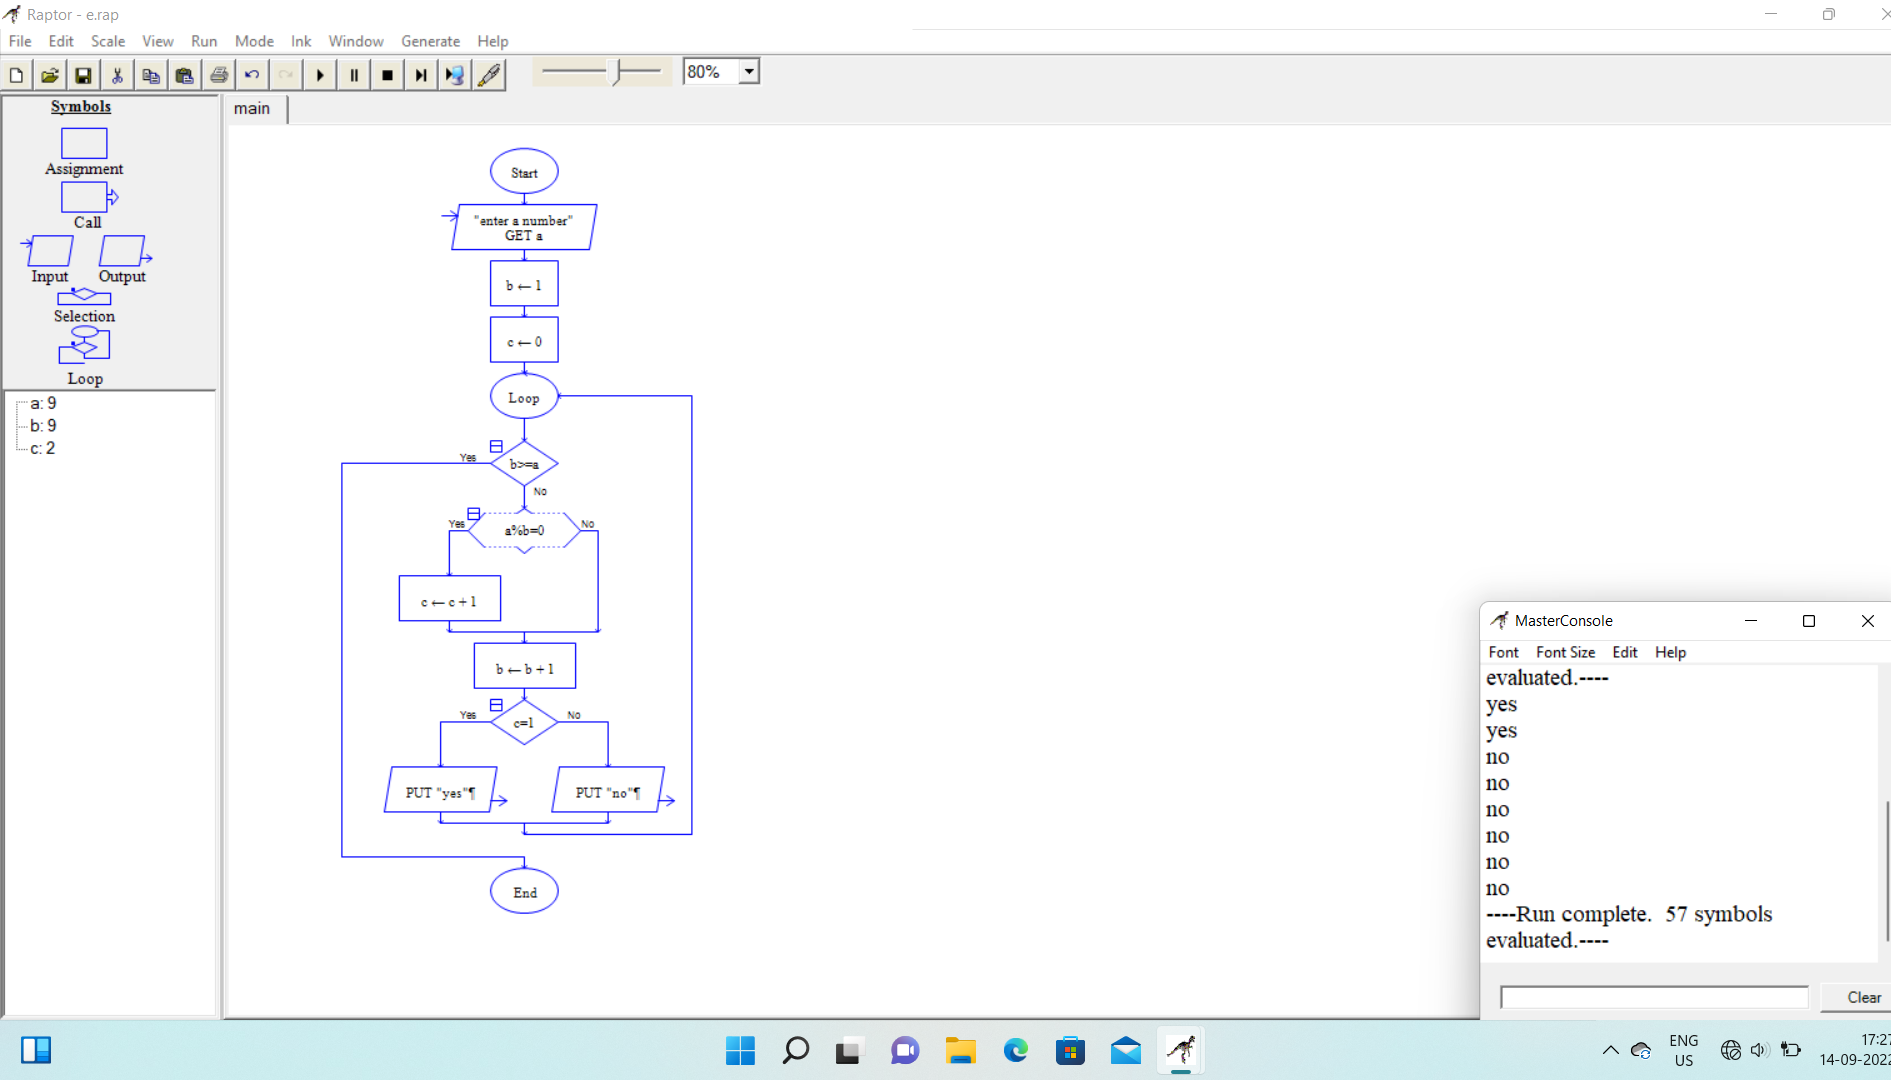 Raptor - e.rap
File Edit Scale View Run Mode Ink Window Generate Help
80%
Symbols
Assignment
Call
Input Output
Selection
Loop
a: 9
b: 9
c: 2
main
Start
"enter a number"
GET a
b ← 1
c ← 0
Loop
Yes
b>=a
No
Yes
a%b=0
No
c ← c + 1
b ← b + 1
Yes
c=1
No
PUT "yes"¶
PUT "no"¶
End
MasterConsole
Font Font Size Edit Help
evaluated.----
yes
yes
no
no
no
no
no
no
----Run complete.  57 symbols
evaluated.----
Clear
ENG
US
17:27
14-09-2022